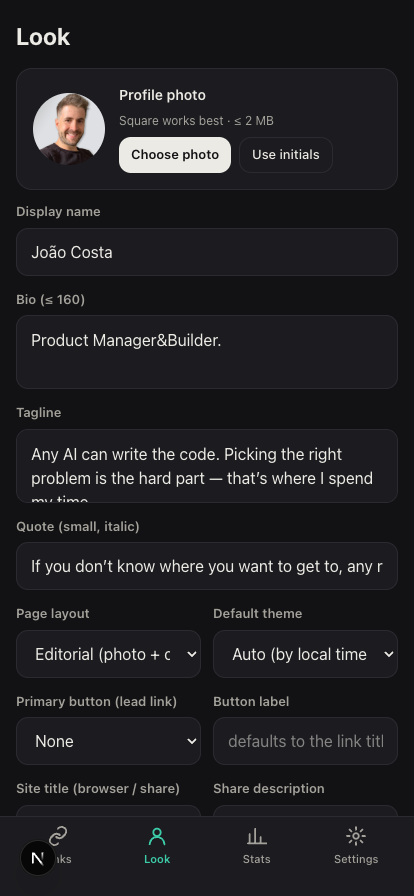 Look
Profile photo
Square works best · ≤ 2 MB
Choose photo
Use initials
Display name
João Costa
Bio (≤ 160)
Product Manager&Builder.
Tagline
Any AI can write the code. Picking the right
problem is the hard part — that’s where I spend
my time
Quote (small, italic)
If you don’t know where you want to get to, any r
Page layout
Default theme
Editorial (photo + c
Auto (by local time
Primary button (lead link)
Button label
None
defaults to the link titl
Site title (browser / share)
Share description
N
nks
Look
Stats
Settings